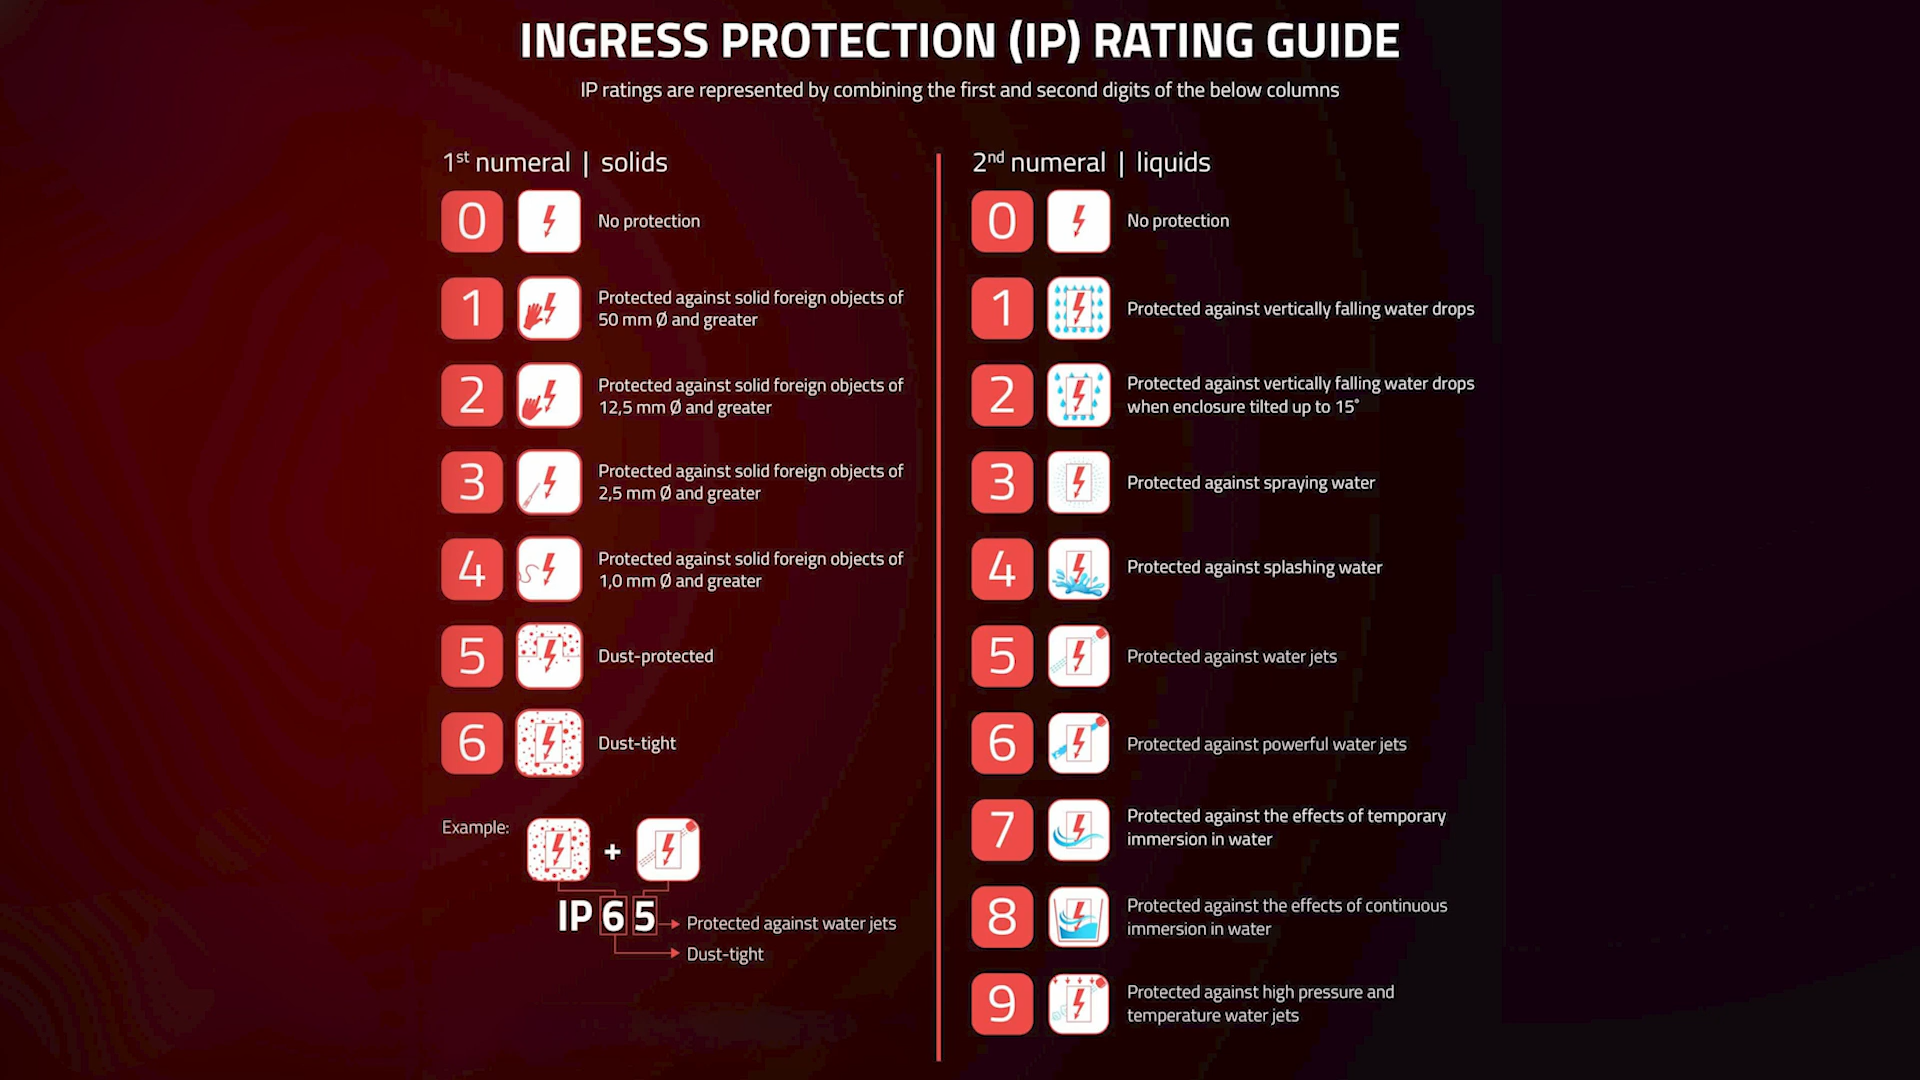 INGRESS PROTECTION (IP) RATING GUIDE
IP ratings are represented by combining the first and second digits of the below columns
1st numeral | solids
0 No protection
1 Protected against solid foreign objects of
50 mm Ø and greater
2 Protected against solid foreign objects of
12,5 mm Ø and greater
3 Protected against solid foreign objects of
2,5 mm Ø and greater
4 Protected against solid foreign objects of
1,0 mm Ø and greater
5 Dust-protected
6 Dust-tight
Example:
+
IP 6 5
Protected against water jets
Dust-tight
2nd numeral | liquids
0 No protection
1 Protected against vertically falling water drops
2 Protected against vertically falling water drops
when enclosure tilted up to 15˚
3 Protected against spraying water
4 Protected against splashing water
5 Protected against water jets
6 Protected against powerful water jets
7 Protected against the effects of temporary
immersion in water
8 Protected against the effects of continuous
immersion in water
9 Protected against high pressure and
temperature water jets